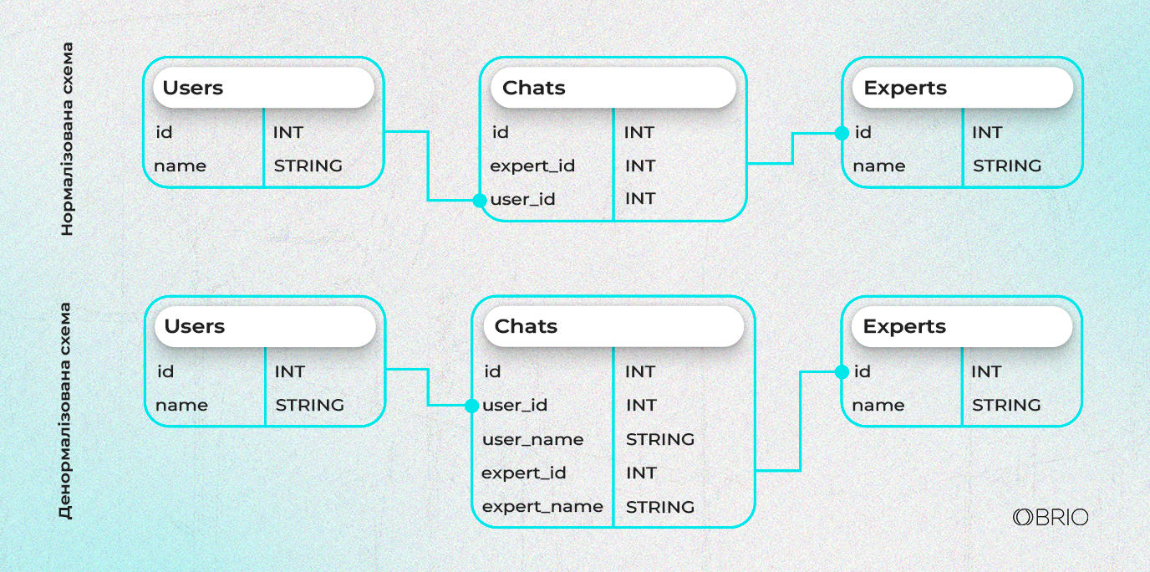 Нормалізована схема
Users
id INT
name STRING
Chats
id INT
expert_id INT
user_id INT
Experts
id INT
name STRING
Денормалізована схема
Users
id INT
name STRING
Chats
id INT
user_id INT
user_name STRING
expert_id INT
expert_name STRING
Experts
id INT
name STRING
OBRIO